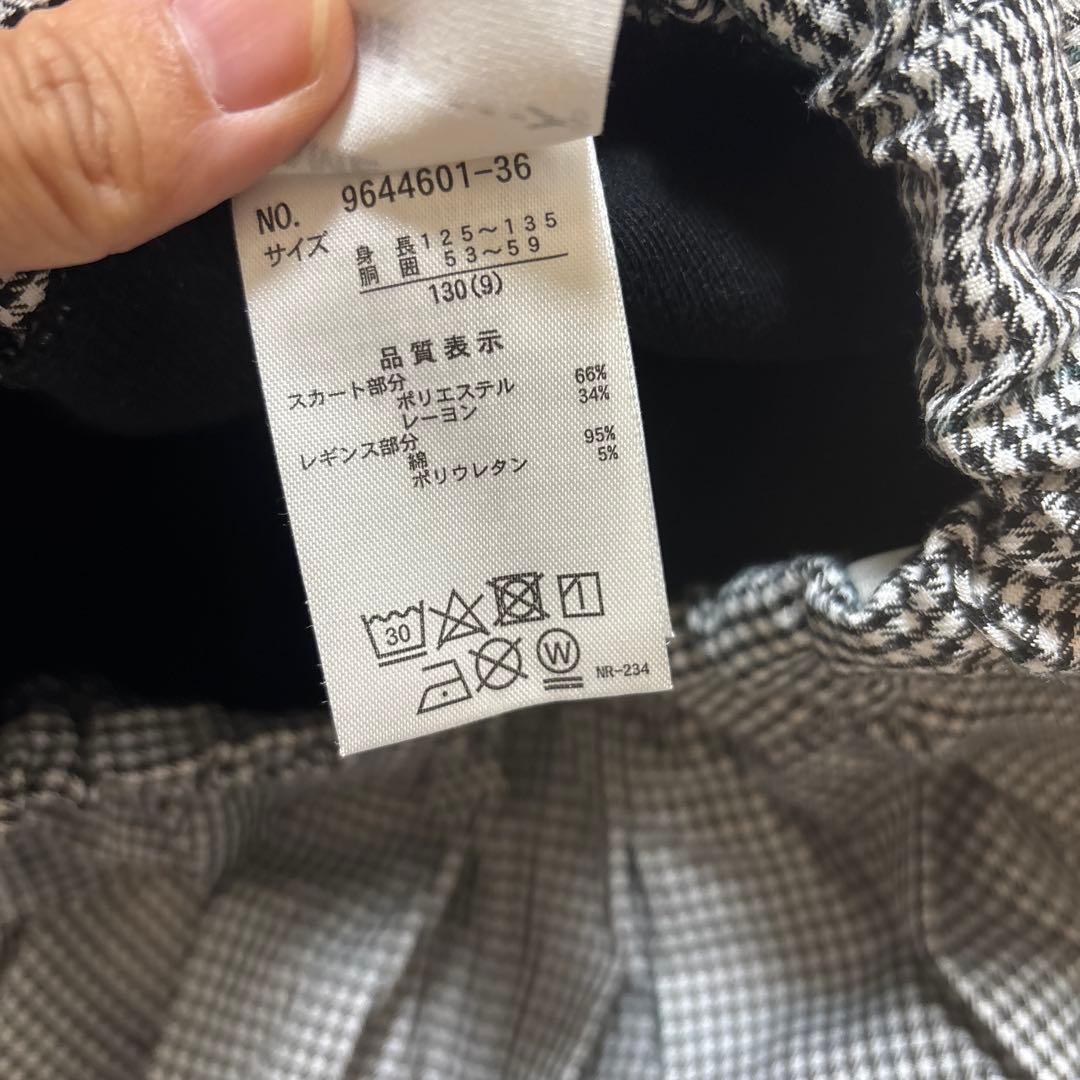 NO. 9644601-36
サイズ 身長125～135
胴囲 53～59
130(9)
品質表示
スカート部分
ポリエステル 66%
レーヨン 34%
レギンス部分
綿 95%
ポリウレタン 5%
30
W
NR-234